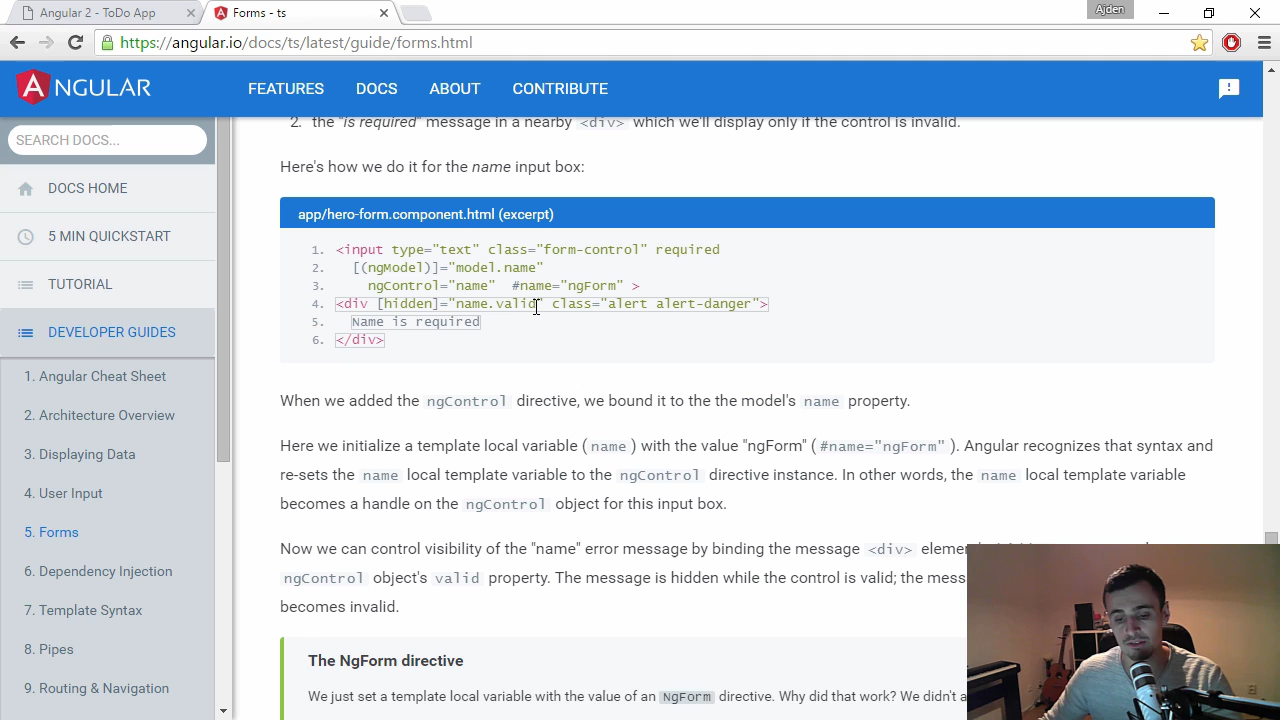 Angular 2 - ToDo App
Forms - ts
Ajden
https://angular.io/docs/ts/latest/guide/forms.html
ANGULAR
FEATURES
DOCS
ABOUT
CONTRIBUTE
SEARCH DOCS...
DOCS HOME
5 MIN QUICKSTART
TUTORIAL
DEVELOPER GUIDES
1. Angular Cheat Sheet
2. Architecture Overview
3. Displaying Data
4. User Input
5. Forms
6. Dependency Injection
7. Template Syntax
8. Pipes
9. Routing & Navigation
2. the "is required" message in a nearby <div> which we'll display only if the control is invalid.
Here's how we do it for the name input box:
app/hero-form.component.html (excerpt)
1. <input type="text" class="form-control" required
2. [(ngModel)]="model.name"
3. ngControl="name" #name="ngForm" >
4. <div [hidden]="name.valid" class="alert alert-danger">
5. Name is required
6. </div>
When we added the ngControl directive, we bound it to the the model's name property.
Here we initialize a template local variable ( name ) with the value "ngForm" ( #name="ngForm" ). Angular recognizes that syntax and
re-sets the name local template variable to the ngControl directive instance. In other words, the name local template variable
becomes a handle on the ngControl object for this input box.
Now we can control visibility of the "name" error message by binding the message <div>
ngControl object's valid property. The message is hidden while the control is valid; the
becomes invalid.
The NgForm directive
We just set a template local variable with the value of an NgForm directive. Why did that work? We didn't